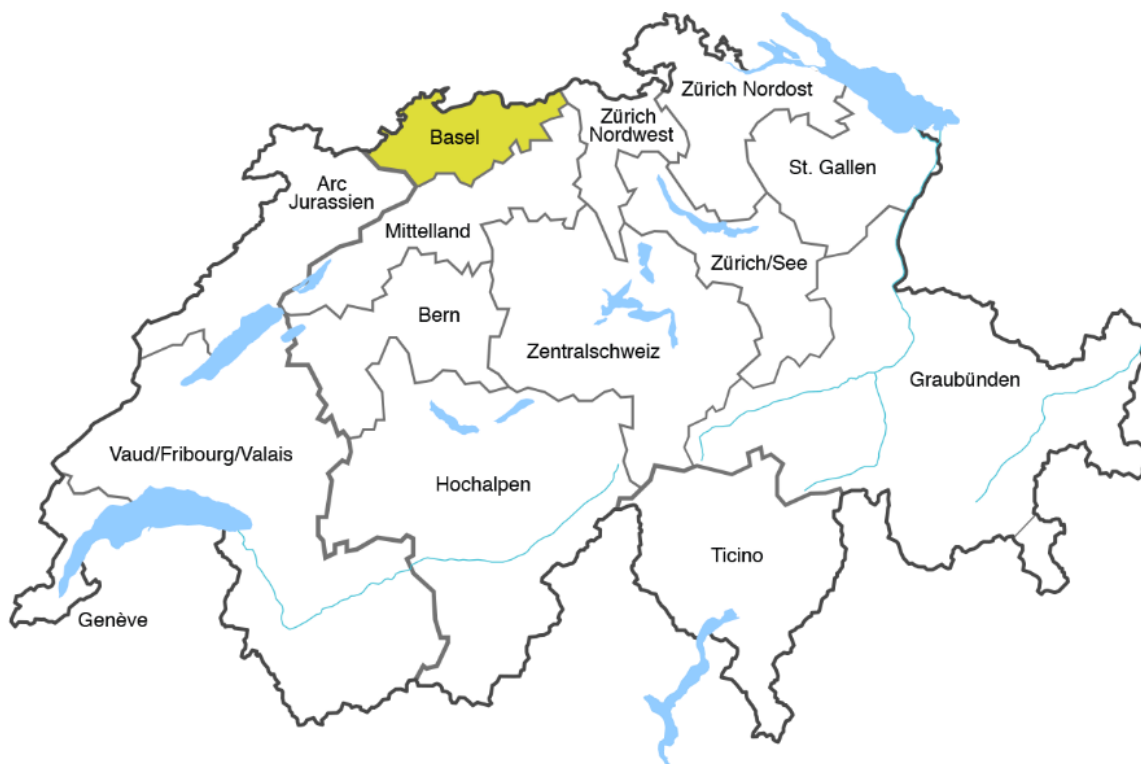 Zürich Nordost
Zürich
Nordwest
Basel
St. Gallen
Arc
Jurassien
Mittelland
Zürich/See
Bern
Zentralschweiz
Graubünden
Vaud/Fribourg/Valais
Hochalpen
Ticino
Genève